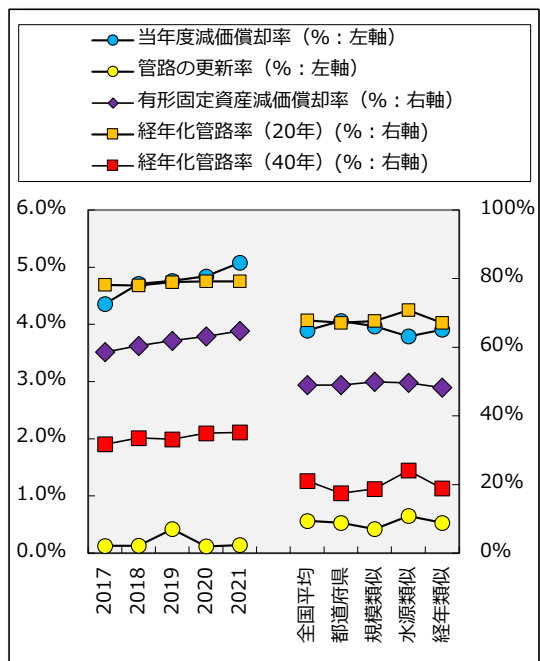 当年度減価償却率（%：左軸）
管路の更新率（%：左軸）
有形固定資産減価償却率（%：右軸）
経年化管路率（20年）(%：右軸)
経年化管路率（40年）(%：右軸)
6.0%
5.0%
4.0%
3.0%
2.0%
1.0%
0.0%
100%
80%
60%
40%
20%
0%
2017
2018
2019
2020
2021
全国平均
都道府県
規模類似
水源類似
経年類似